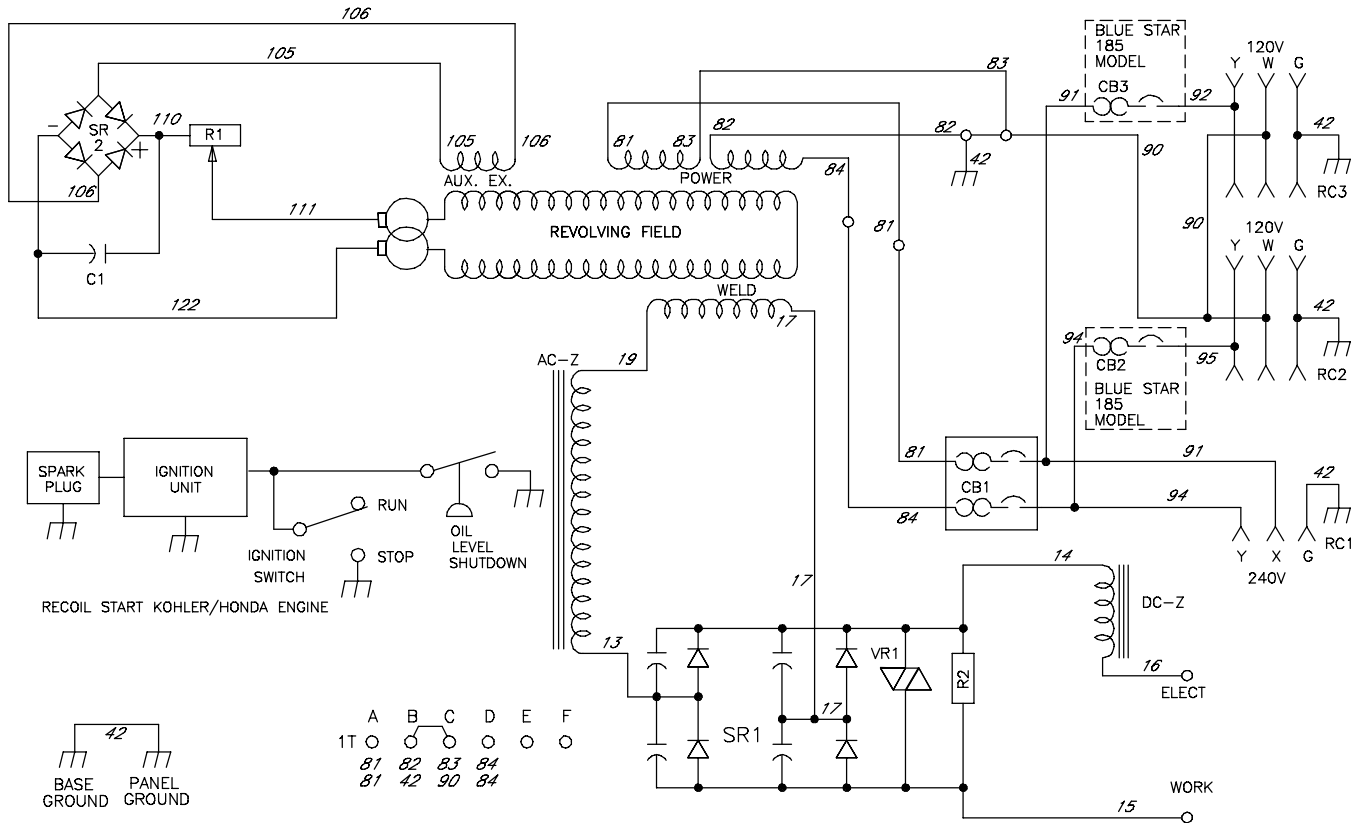 106
105
BLUE STAR
185
MODEL
120V
Y W G
83
CB3
91
92
42
RC3
-
SR
2
+
110
R1
106
105
106
81
83
82
82
42
90
AUX. EX.
POWER
84
111
REVOLVING FIELD
81
90
120V
Y W G
C1
122
WELD
17
42
94
95
CB2
RC2
BLUE STAR
185
MODEL
AC-Z
19
SPARK
PLUG
IGNITION
UNIT
RUN
OIL
LEVEL
SHUTDOWN
IGNITION
SWITCH
STOP
81
CB1
84
91
94
42
RC1
Y X G
240V
RECOIL START KOHLER/HONDA ENGINE
17
14
DC-Z
13
VR1
R2
16
ELECT
17
SR1
42
BASE
GROUND
PANEL
GROUND
A B C D E F
1T
81 82 83 84
81 42 90 84
WORK
15